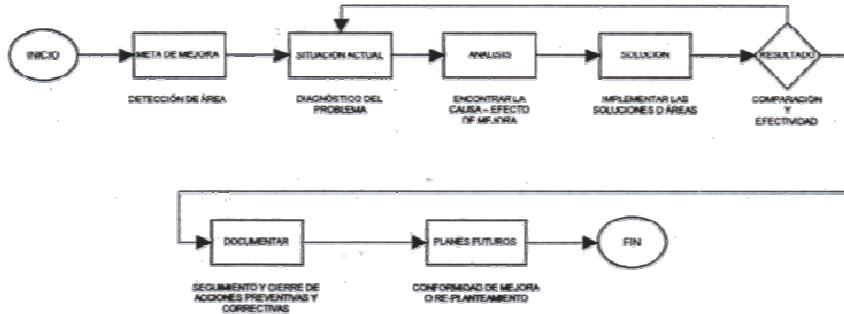 INICIO
META DE MEJORA
SITUACION ACTUAL
ANALISIS
SOLUCION
RESULTADO
DETECCIÓN DE ÁREA
DIAGNÓSTICO DEL
PROBLEMA
ENCONTRAR LA
CAUSA – EFECTO
DE MEJORA
IMPLEMENTAR LAS
SOLUCIONES O ÁREAS
COMPARACIÓN
Y
EFECTIVIDAD
DOCUMENTAR
PLANES FUTUROS
FIN
SEGUIMIENTO Y CIERRE DE
ACCIONES PREVENTIVAS Y
CORRECTIVAS
CONFORMIDAD DE MEJORA
O RE-PLANTEAMIENTO